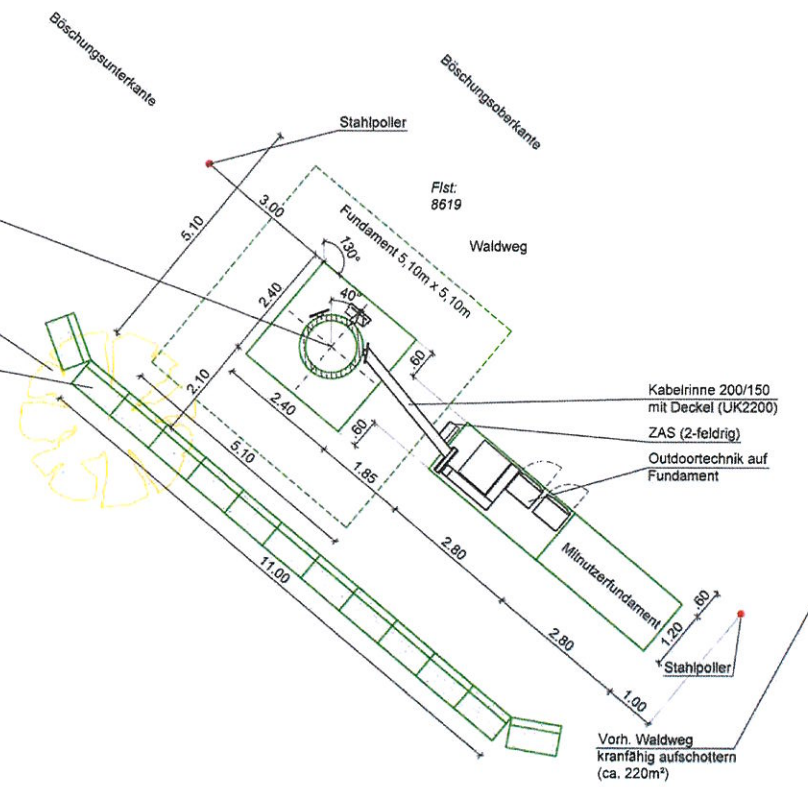 Böschungsunterkante
Böschungsoberkante
Stahlpoller
Flst:
8619
Waldweg
5.10
3.00
Fundament 5,10m x 5,10m
130°
40°
2.40
.60
2.10
2.40
.60
5.10
1.85
Kabelrinne 200/150
mit Deckel (UK2200)
ZAS (2-feldrig)
Outdoortechnik auf
Fundament
2.80
11.00
Mitnutzerfundament
2.80
.60
1.20
Stahlpoller
1.00
Vorh. Waldweg
kranfähig aufschottern
(ca. 220m²)